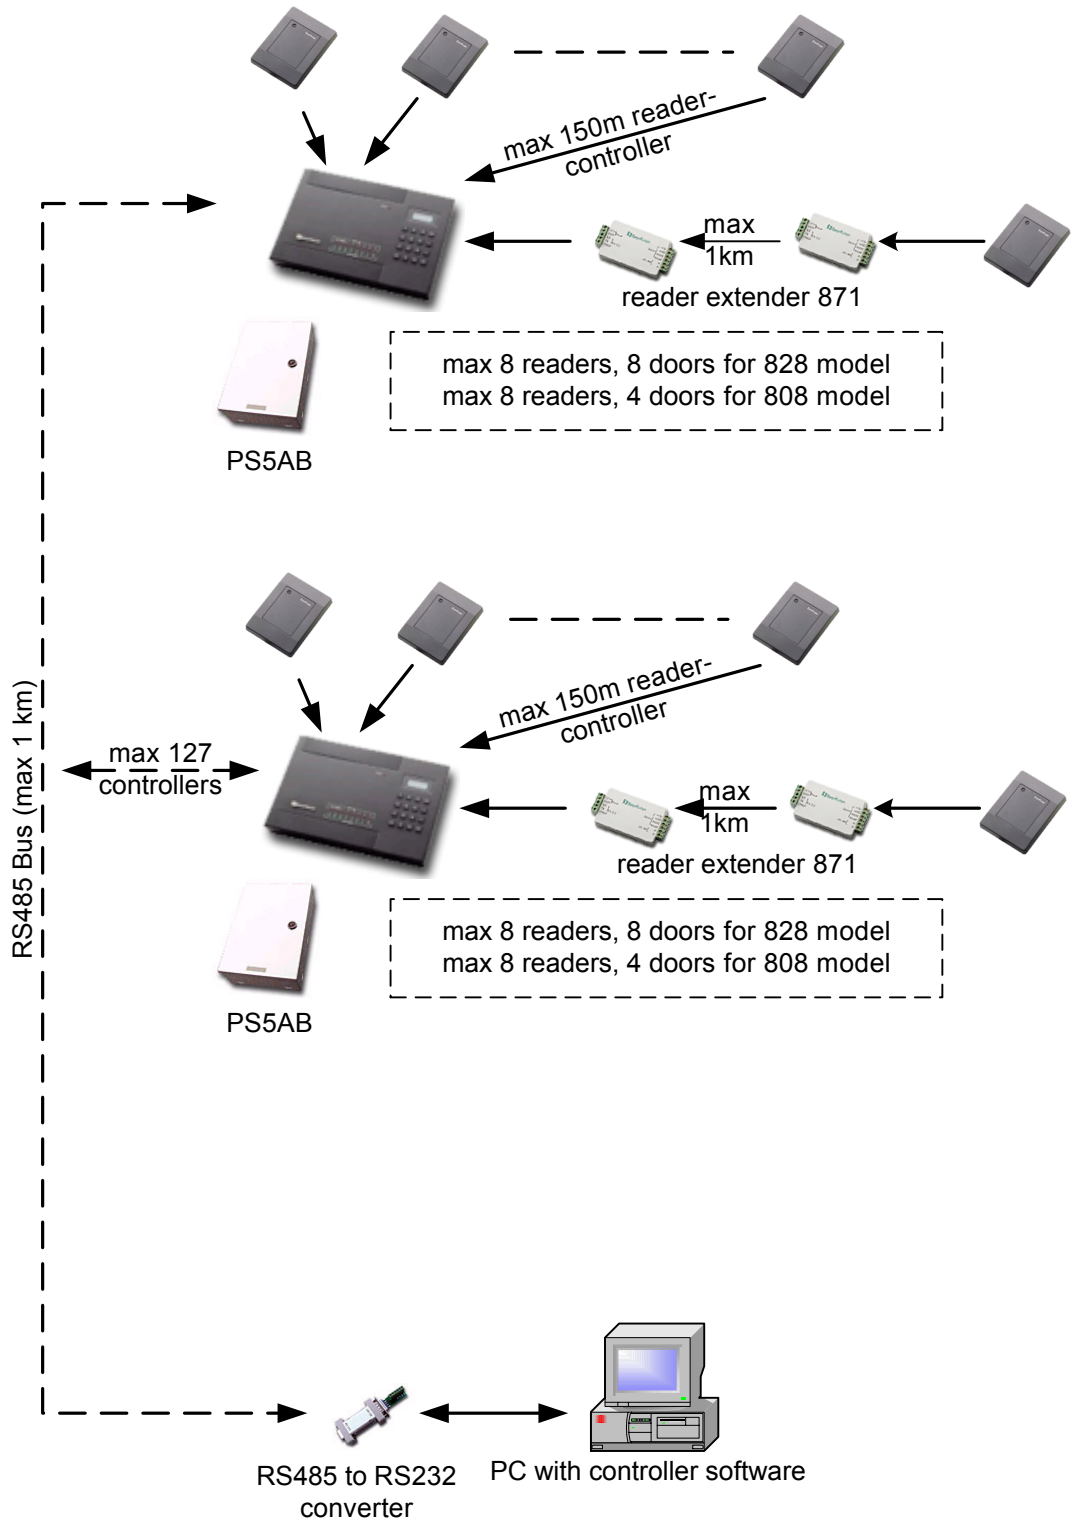 max 150m reader-
controller
max
1km
reader extender 871
max 8 readers, 8 doors for 828 model
max 8 readers, 4 doors for 808 model
PS5AB
RS485 Bus (max 1 km)
max 150m reader-
controller
max 127
controllers
max
1km
reader extender 871
max 8 readers, 8 doors for 828 model
max 8 readers, 4 doors for 808 model
PS5AB
RS485 to RS232
converter
PC with controller software